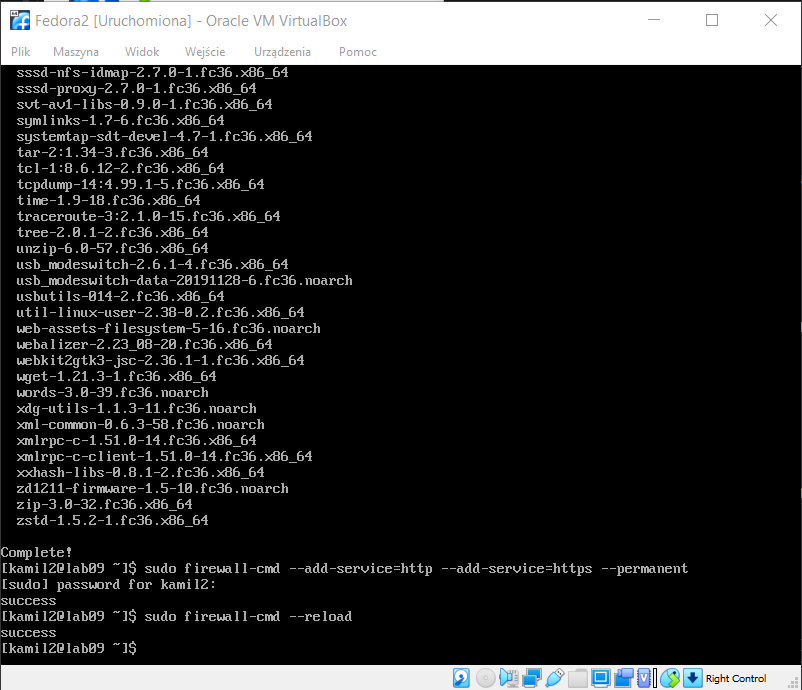 Fedora2 [Uruchomiona] - Oracle VM VirtualBox
Plik Maszyna Widok Wejście Urządzenia Pomoc
sssd-nfs-idmap-2.7.0-1.fc36.x86_64
sssd-proxy-2.7.0-1.fc36.x86_64
svt-av1-libs-0.9.0-1.fc36.x86_64
symlinks-1.7-6.fc36.x86_64
systemtap-sdt-devel-4.7-1.fc36.x86_64
tar-2:1.34-3.fc36.x86_64
tcl-1:8.6.12-2.fc36.x86_64
tcpdump-14:4.99.1-5.fc36.x86_64
time-1.9-18.fc36.x86_64
traceroute-3:2.1.0-15.fc36.x86_64
tree-2.0.1-2.fc36.x86_64
unzip-6.0-57.fc36.x86_64
usb_modeswitch-2.6.1-4.fc36.x86_64
usb_modeswitch-data-20191128-6.fc36.noarch
usbutils-014-2.fc36.x86_64
util-linux-user-2.38-0.2.fc36.x86_64
web-assets-filesystem-5-16.fc36.noarch
webalizer-2.23_08-20.fc36.x86_64
webkit2gtk3-jsc-2.36.1-1.fc36.x86_64
wget-1.21.3-1.fc36.x86_64
words-3.0-39.fc36.noarch
xdg-utils-1.1.3-11.fc36.noarch
xml-common-0.6.3-58.fc36.noarch
xmlrpc-c-1.51.0-14.fc36.x86_64
xmlrpc-c-client-1.51.0-14.fc36.x86_64
xxhash-libs-0.8.1-2.fc36.x86_64
zd1211-firmware-1.5-10.fc36.noarch
zip-3.0-32.fc36.x86_64
zstd-1.5.2-1.fc36.x86_64
Complete!
[kamil2@lab09 ~]$ sudo firewall-cmd --add-service=http --add-service=https --permanent
[sudo] password for kamil2:
success
[kamil2@lab09 ~]$ sudo firewall-cmd --reload
success
[kamil2@lab09 ~]$
Right Control